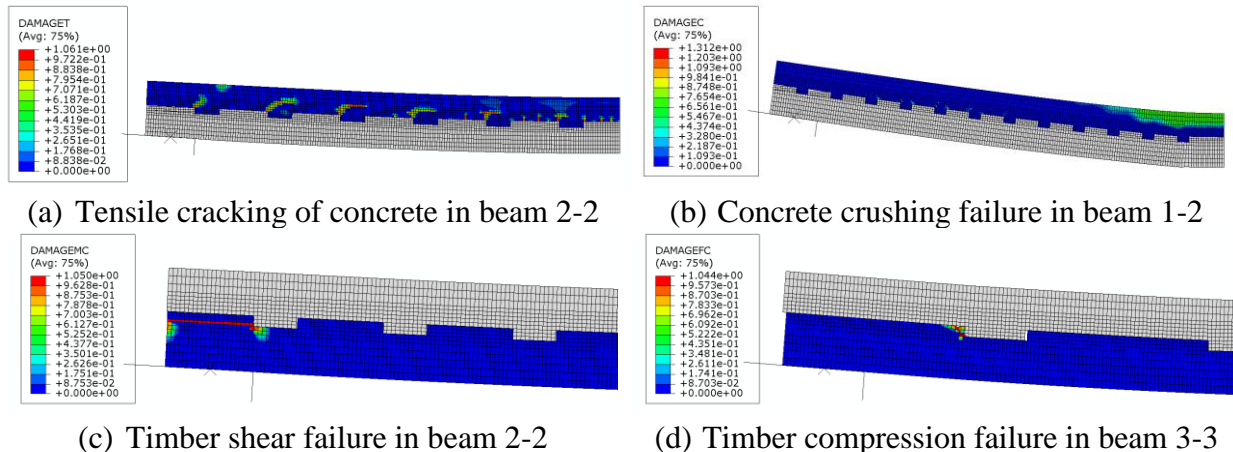 DAMAGET
(Avg: 75%)
+1.061e+00
+9.722e-01
+8.838e-01
+7.954e-01
+7.071e-01
+6.187e-01
+5.303e-01
+4.419e-01
+3.535e-01
+2.651e-01
+1.768e-01
+8.838e-02
+0.000e+00
DAMAGEC
(Avg: 75%)
+1.312e+00
+1.203e+00
+1.093e+00
+9.841e-01
+8.748e-01
+7.654e-01
+6.561e-01
+5.467e-01
+4.374e-01
+3.280e-01
+2.187e-01
+1.093e-01
+0.000e+00
(a) Tensile cracking of concrete in beam 2-2
(b) Concrete crushing failure in beam 1-2
DAMAGEMC
(Avg: 75%)
+1.050e+00
+9.628e-01
+8.753e-01
+7.878e-01
+7.003e-01
+6.127e-01
+5.252e-01
+4.377e-01
+3.501e-01
+2.626e-01
+1.751e-01
+8.753e-02
+0.000e+00
DAMAGEFC
(Avg: 75%)
+1.044e+00
+9.573e-01
+8.703e-01
+7.833e-01
+6.962e-01
+6.092e-01
+5.222e-01
+4.351e-01
+3.481e-01
+2.611e-01
+1.741e-01
+8.703e-02
+0.000e+00
(c) Timber shear failure in beam 2-2
(d) Timber compression failure in beam 3-3